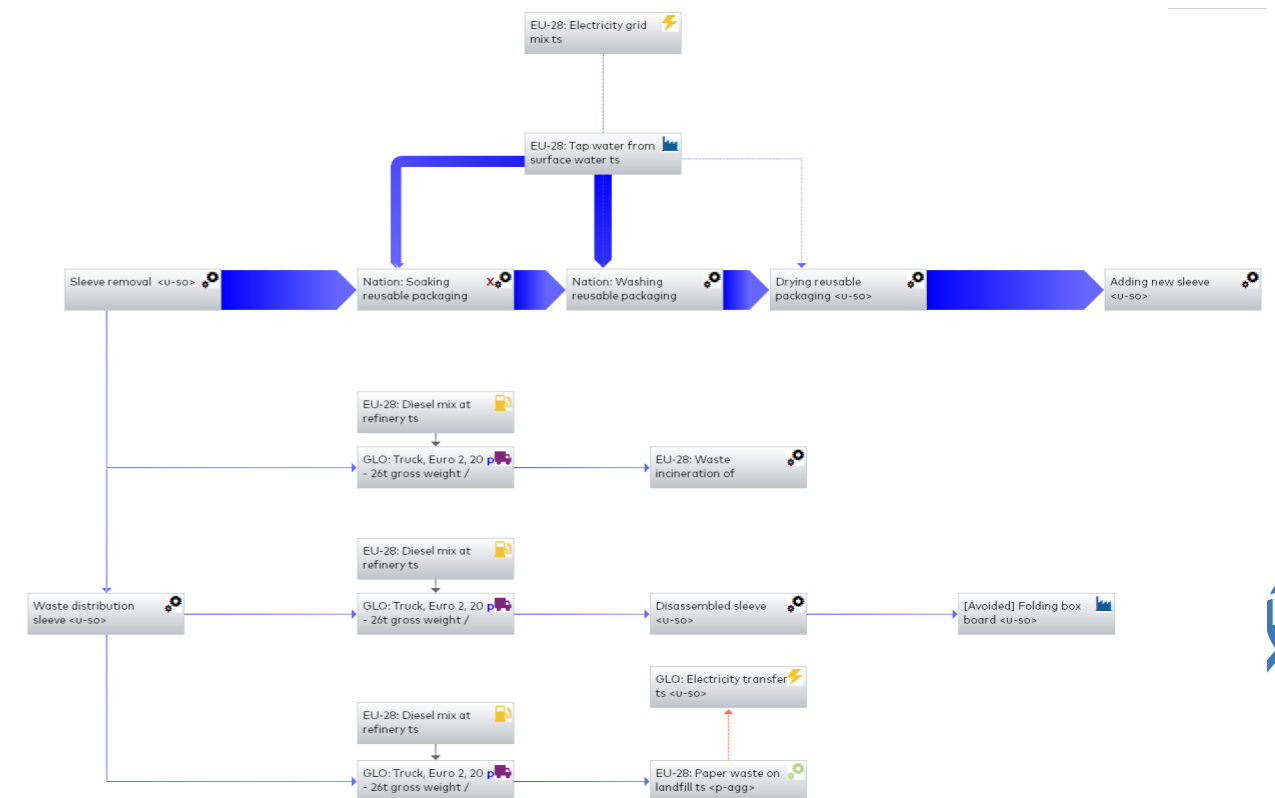 EU-28: Electricity grid
mix ts
EU-28: Tap water from
surface water ts
Sleeve removal <u-so>
Nation: Soaking
reusable packaging
X
Nation: Washing
reusable packaging
Drying reusable
packaging <u-so>
Adding new sleeve
<u-so>
EU-28: Diesel mix at
refinery ts
GLO: Truck, Euro 2, 20
- 26t gross weight /
p
EU-28: Waste
incineration of
EU-28: Diesel mix at
refinery ts
Waste distribution
sleeve <u-so>
GLO: Truck, Euro 2, 20
- 26t gross weight /
p
Disassembled sleeve
<u-so>
[Avoided] Folding box
board <u-so>
GLO: Electricity transfer
ts <u-so>
EU-28: Diesel mix at
refinery ts
GLO: Truck, Euro 2, 20
- 26t gross weight /
p
EU-28: Paper waste on
landfill ts <p-agg>